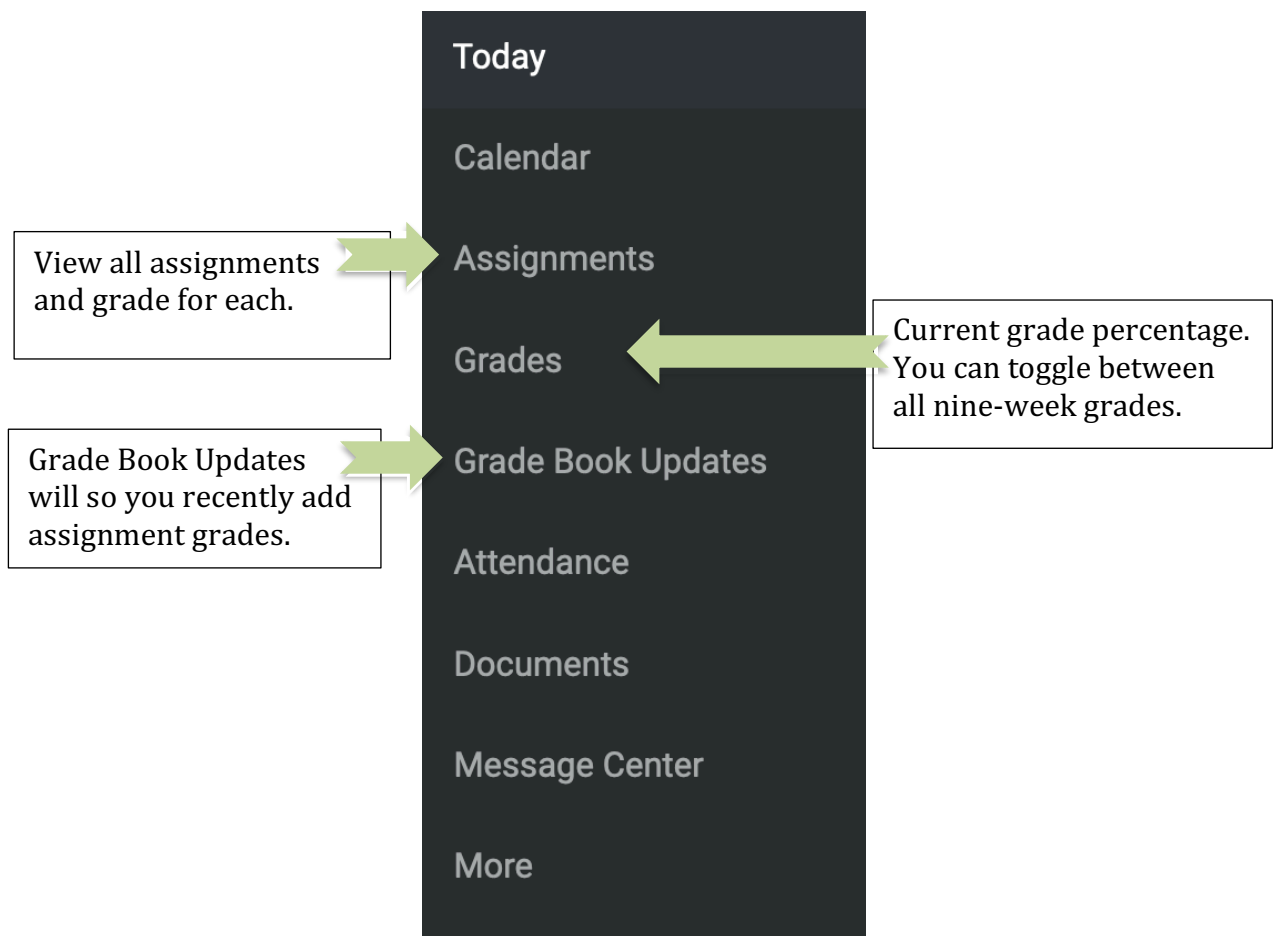 Today
Calendar
View all assignments
and grade for each.
Assignments
Grades
Current grade percentage.
You can toggle between
all nine-week grades.
Grade Book Updates
will so you recently add
assignment grades.
Grade Book Updates
Attendance
Documents
Message Center
More